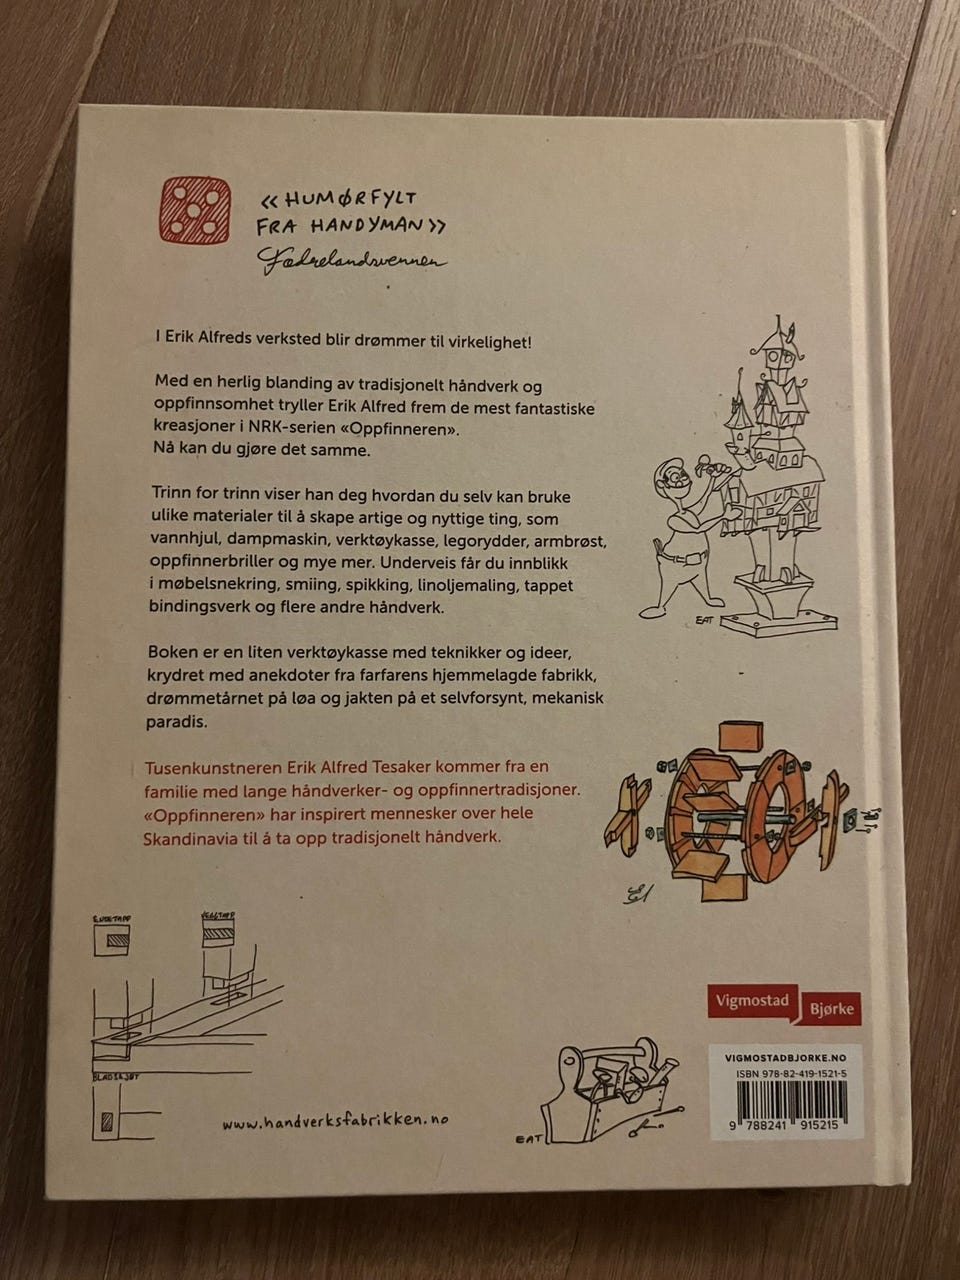 «HUMØRFYLT
FRA HANDYMAN»
Fædrelandsvennen
I Erik Alfreds verksted blir drømmer til virkelighet!
Med en herlig blanding av tradisjonelt håndverk og
oppfinnsomhet tryller Erik Alfred frem de mest fantastiske
kreasjoner i NRK-serien «Oppfinneren».
Nå kan du gjøre det samme.
Trinn for trinn viser han deg hvordan du selv kan bruke
ulike materialer til å skape artige og nyttige ting, som
vannhjul, dampmaskin, verktøykasse, legorydder, armbrøst,
oppfinnerbriller og mye mer. Underveis får du innblikk
i møbelsnekring, smiing, spikking, linoljemaling, tappet
bindingsverk og flere andre håndverk.
EAT
Boken er en liten verktøykasse med teknikker og ideer,
krydret med anekdoter fra farfarens hjemmelagde fabrikk,
drømmetårnet på løa og jakten på et selvforsynt, mekanisk
paradis.
Tusenkunstneren Erik Alfred Tesaker kommer fra en
familie med lange håndverker- og oppfinnertradisjoner.
«Oppfinneren» har inspirert mennesker over hele
Skandinavia til å ta opp tradisjonelt håndverk.
ENDETAPP
VEGGTAPP
BLADSKJØT
www.handverksfabrikken.no
EAT
Vigmostad
Bjørke
VIGMOSTADBJORKE.NO
ISBN 978-82-419-1521-5
9 788241 915215